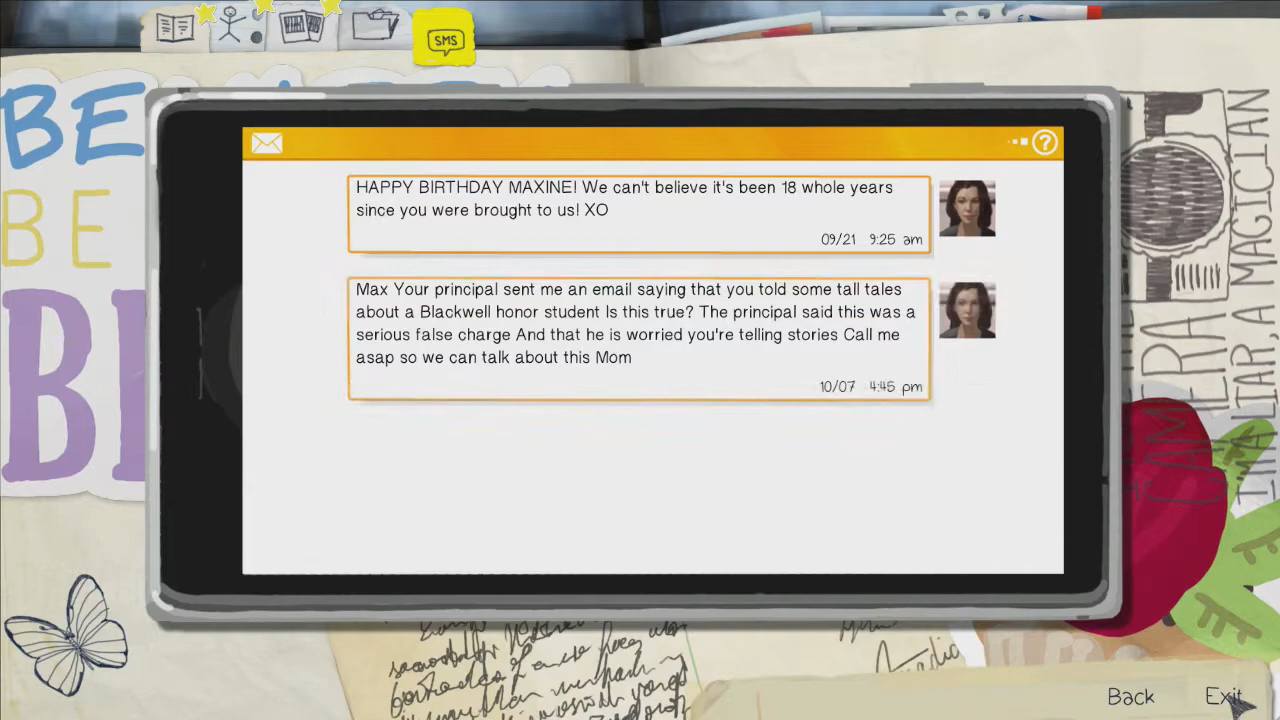 SMS
BE
BE
HAPPY BIRTHDAY MAXINE! We can't believe it's been 18 whole years
since you were brought to us! XO
09/21 9:25 am
Max Your principal sent me an email saying that you told some tall tales
about a Blackwell honor student Is this true? The principal said this was a
serious false charge And that he is worried you're telling stories Call me
asap so we can talk about this Mom
10/07 4:45 pm
?
CAMERA
I'M A LIAR, A MAGICIAN
Back Exit